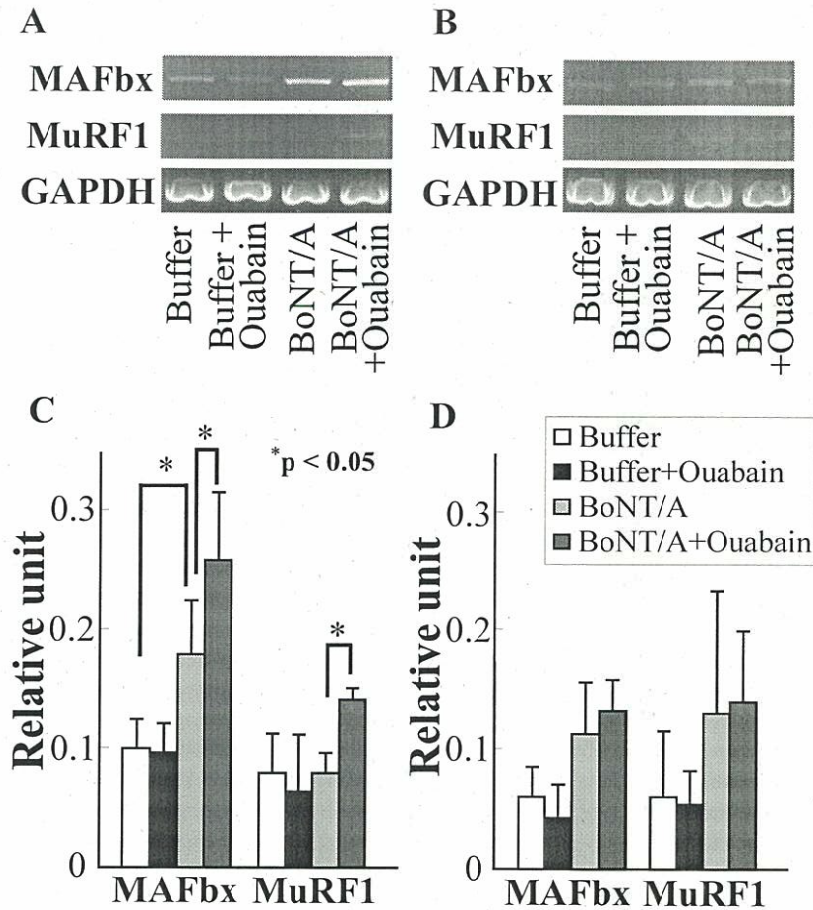 A
MAFbx
MuRF1
GAPDH
Buffer
Buffer +
Ouabain
BoNT/A
BoNT/A
+Ouabain
B
MAFbx
MuRF1
GAPDH
Buffer
Buffer +
Ouabain
BoNT/A
BoNT/A
+Ouabain
C
Relative unit
0.3
0.2
0.1
0
*
*
*
*p < 0.05
MAFbx
MuRF1
D
Relative unit
0.3
0.2
0.1
0
Buffer
Buffer+Ouabain
BoNT/A
BoNT/A+Ouabain
MAFbx
MuRF1